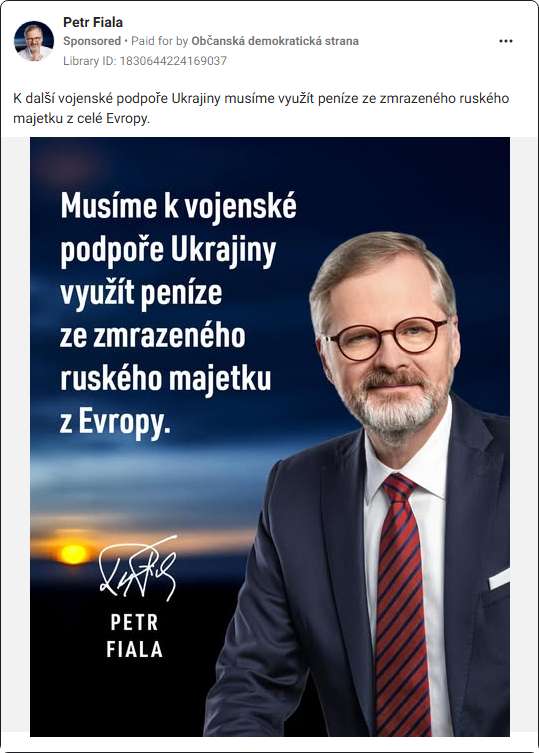 Petr Fiala
Sponsored • Paid for by Občanská demokratická strana
Library ID: 1830644224169037
K další vojenské podpoře Ukrajiny musíme využít peníze ze zmrazeného ruského
majetku z celé Evropy.
Musíme k vojenské
podpoře Ukrajiny
využít peníze
ze zmrazeného
ruského majetku
z Evropy.
PETR
FIALA